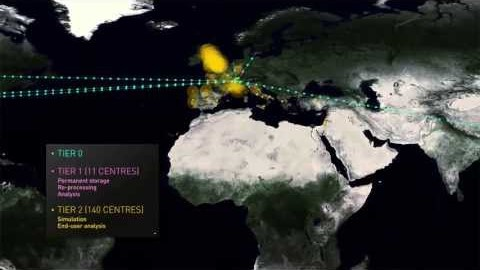 TIER 0
TIER 1 (11 CENTRES)
Permanent storage
Re-processing
Analysis
TIER 2 (140 CENTRES)
Simulation
End-user analysis